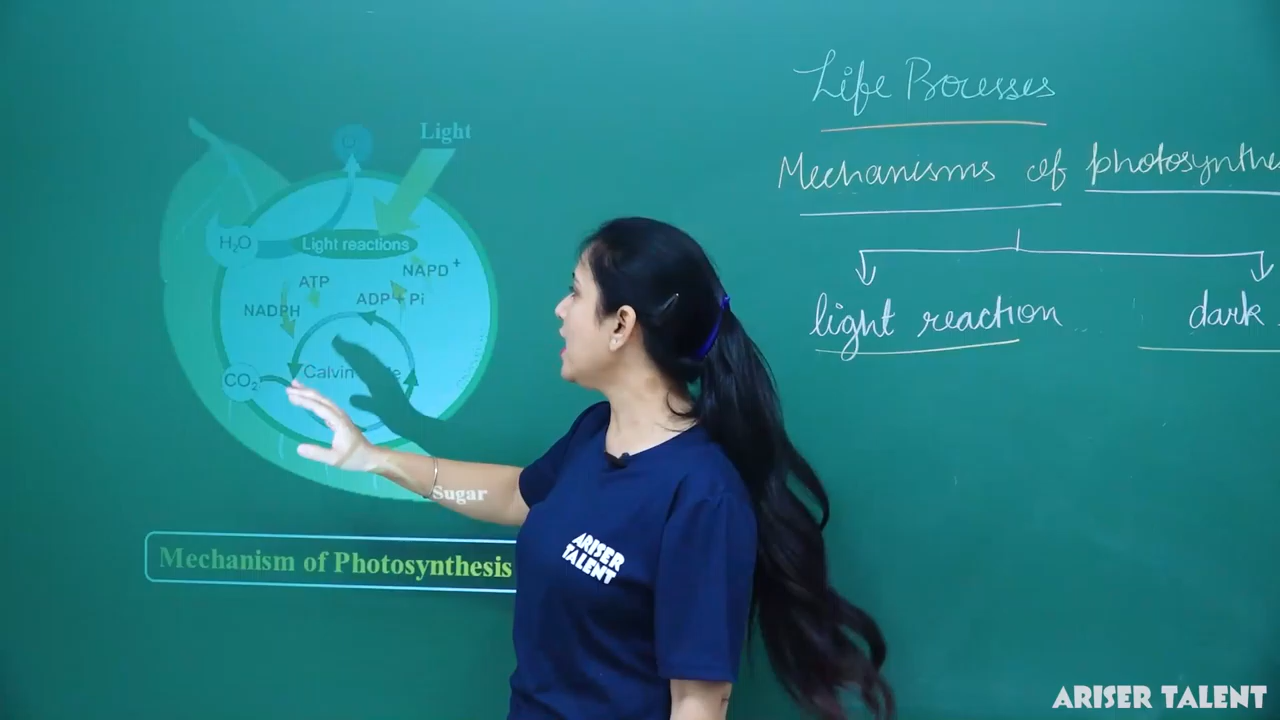 Life Processes
Mechanisms of photosynthe
light reaction
dark
Light
O
H₂O
Light reactions
NAPD +
ATP
ADP + Pi
NADPH
CO₂
Calvin
Sugar
Mechanism of Photosynthesis
ARISER
TALENT
ARISER TALENT